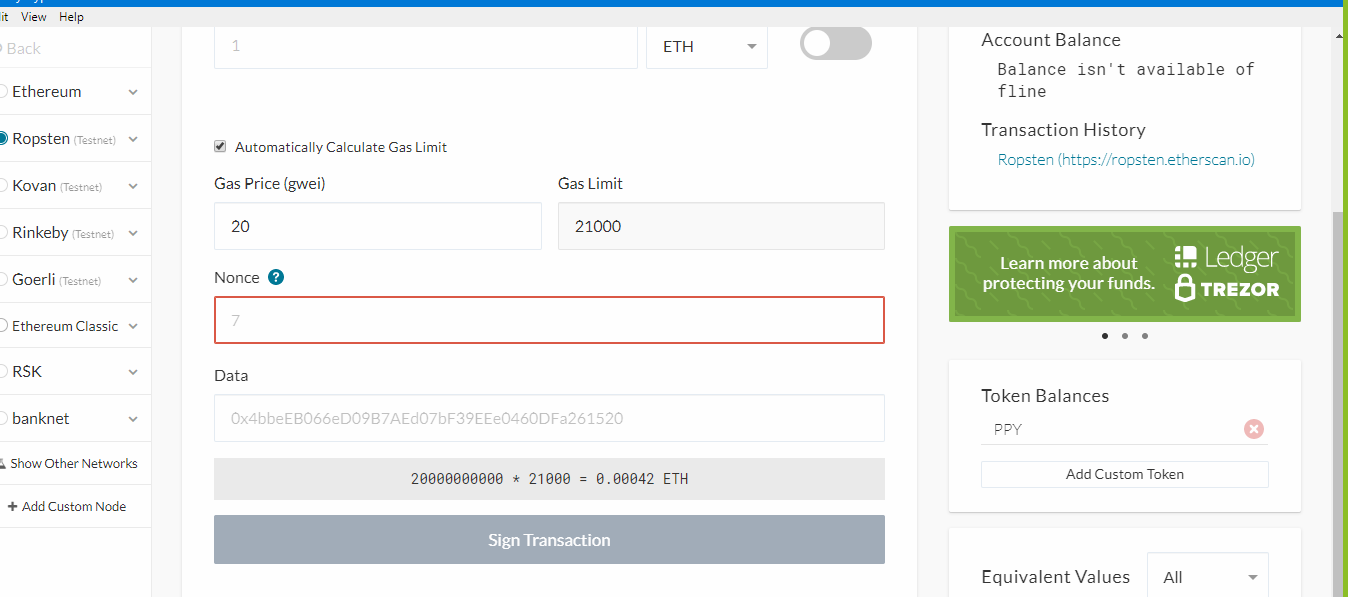 it View Help
Back
Ethereum
Ropsten (Testnet)
Kovan (Testnet)
Rinkeby (Testnet)
Goerli (Testnet)
Ethereum Classic
RSK
banknet
Show Other Networks
+ Add Custom Node
1
ETH
Automatically Calculate Gas Limit
Gas Price (gwei)
Gas Limit
20
21000
Nonce ?
7
Data
0x4bbeEB066eD09B7AEd07bF39EEe0460DFa261520
20000000000 * 21000 = 0.00042 ETH
Sign Transaction
Account Balance
Balance isn't available of
fline
Transaction History
Ropsten (https://ropsten.etherscan.io)
Learn more about
protecting your funds.
Ledger
TREZOR
Token Balances
PPY
Add Custom Token
Equivalent Values
All